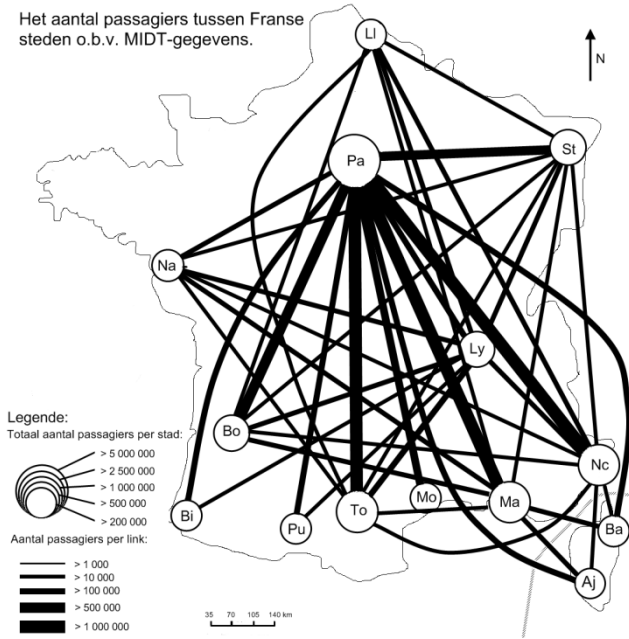 Het aantal passagiers tussen Franse
steden o.b.v. MIDT-gegevens.
Ll
N
St
Pa
Na
Ly
Bo
Nc
Mo
Ma
Bi
Pu
To
Ba
Aj
Legende:
Totaal aantal passagiers per stad:
> 5 000 000
> 2 500 000
> 1 000 000
> 500 000
> 200 000
Aantal passagiers per link:
> 1 000
> 10 000
> 100 000
> 500 000
> 1 000 000
35 70 105 140 km